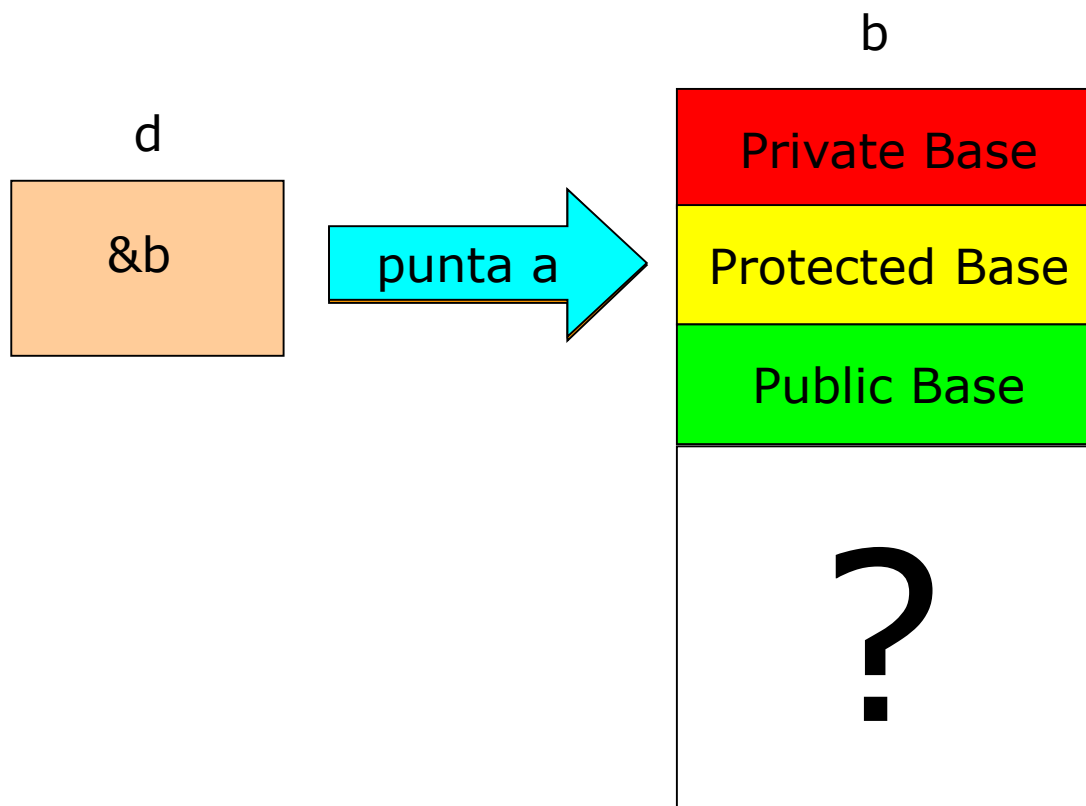 b
d
Private Base
&b
punta a
Protected Base
Public Base
?